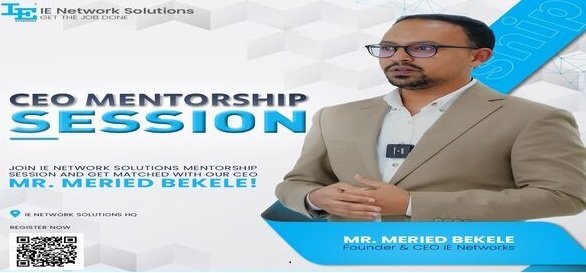 IE
IE Network Solutions
GET THE JOB DONE
snip
CEO MENTORSHIP
SESSION
JOIN IE NETWORK SOLUTIONS MENTORSHIP
SESSION AND GET MATCHED WITH OUR CEO
MR. MERIED BEKELE!
IE NETWORK SOLUTIONS HQ
REGISTER NOW
MR. MERIED BEKELE
Founder & CEO IE Networks